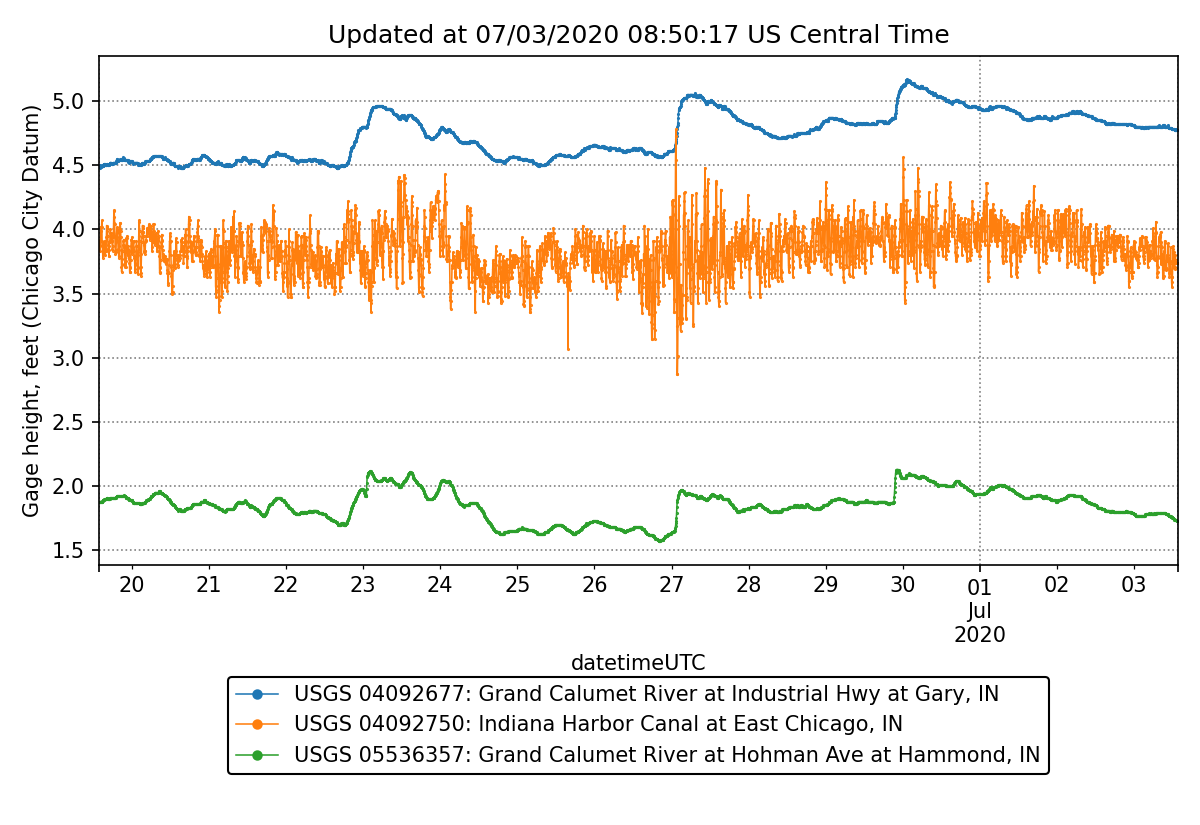 Updated at 07/03/2020 08:50:17 US Central Time
Gage height, feet (Chicago City Datum)
5.0
4.5
4.0
3.5
3.0
2.5
2.0
1.5
20 21 22 23 24 25 26 27 28 29 30 01 02 03
Jul
2020
datetimeUTC
USGS 04092677: Grand Calumet River at Industrial Hwy at Gary, IN
USGS 04092750: Indiana Harbor Canal at East Chicago, IN
USGS 05536357: Grand Calumet River at Hohman Ave at Hammond, IN